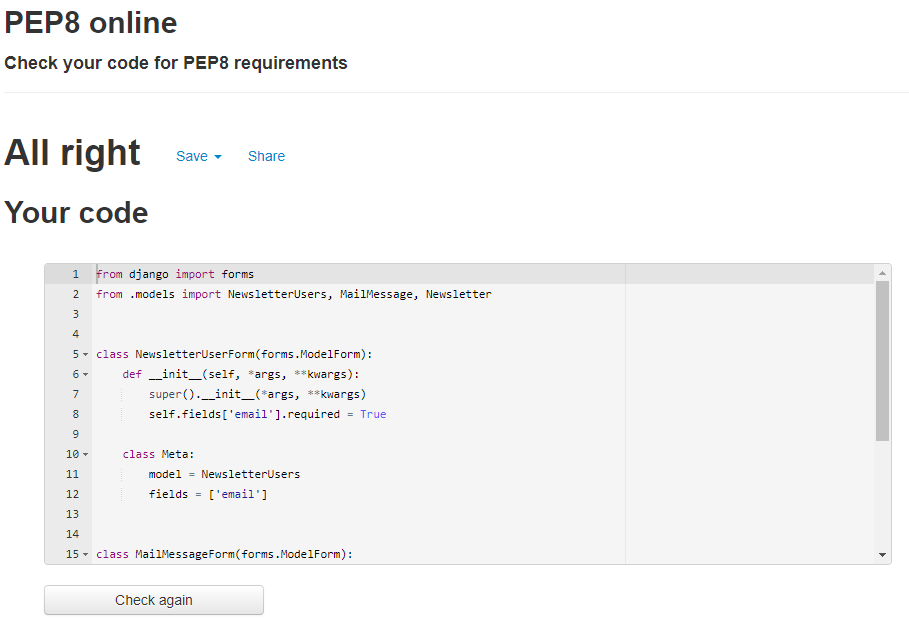 PEP8 online
Check your code for PEP8 requirements
All right Save Share
Your code
1 from django import forms
2 from .models import NewsletterUsers, MailMessage, Newsletter
3
4
5 class NewsletterUserForm(forms.ModelForm):
6 def __init__(self, *args, **kwargs):
7 super().__init__(*args, **kwargs)
8 self.fields['email'].required = True
9
10 class Meta:
11 model = NewsletterUsers
12 fields = ['email']
13
14
15 class MailMessageForm(forms.ModelForm):
Check again